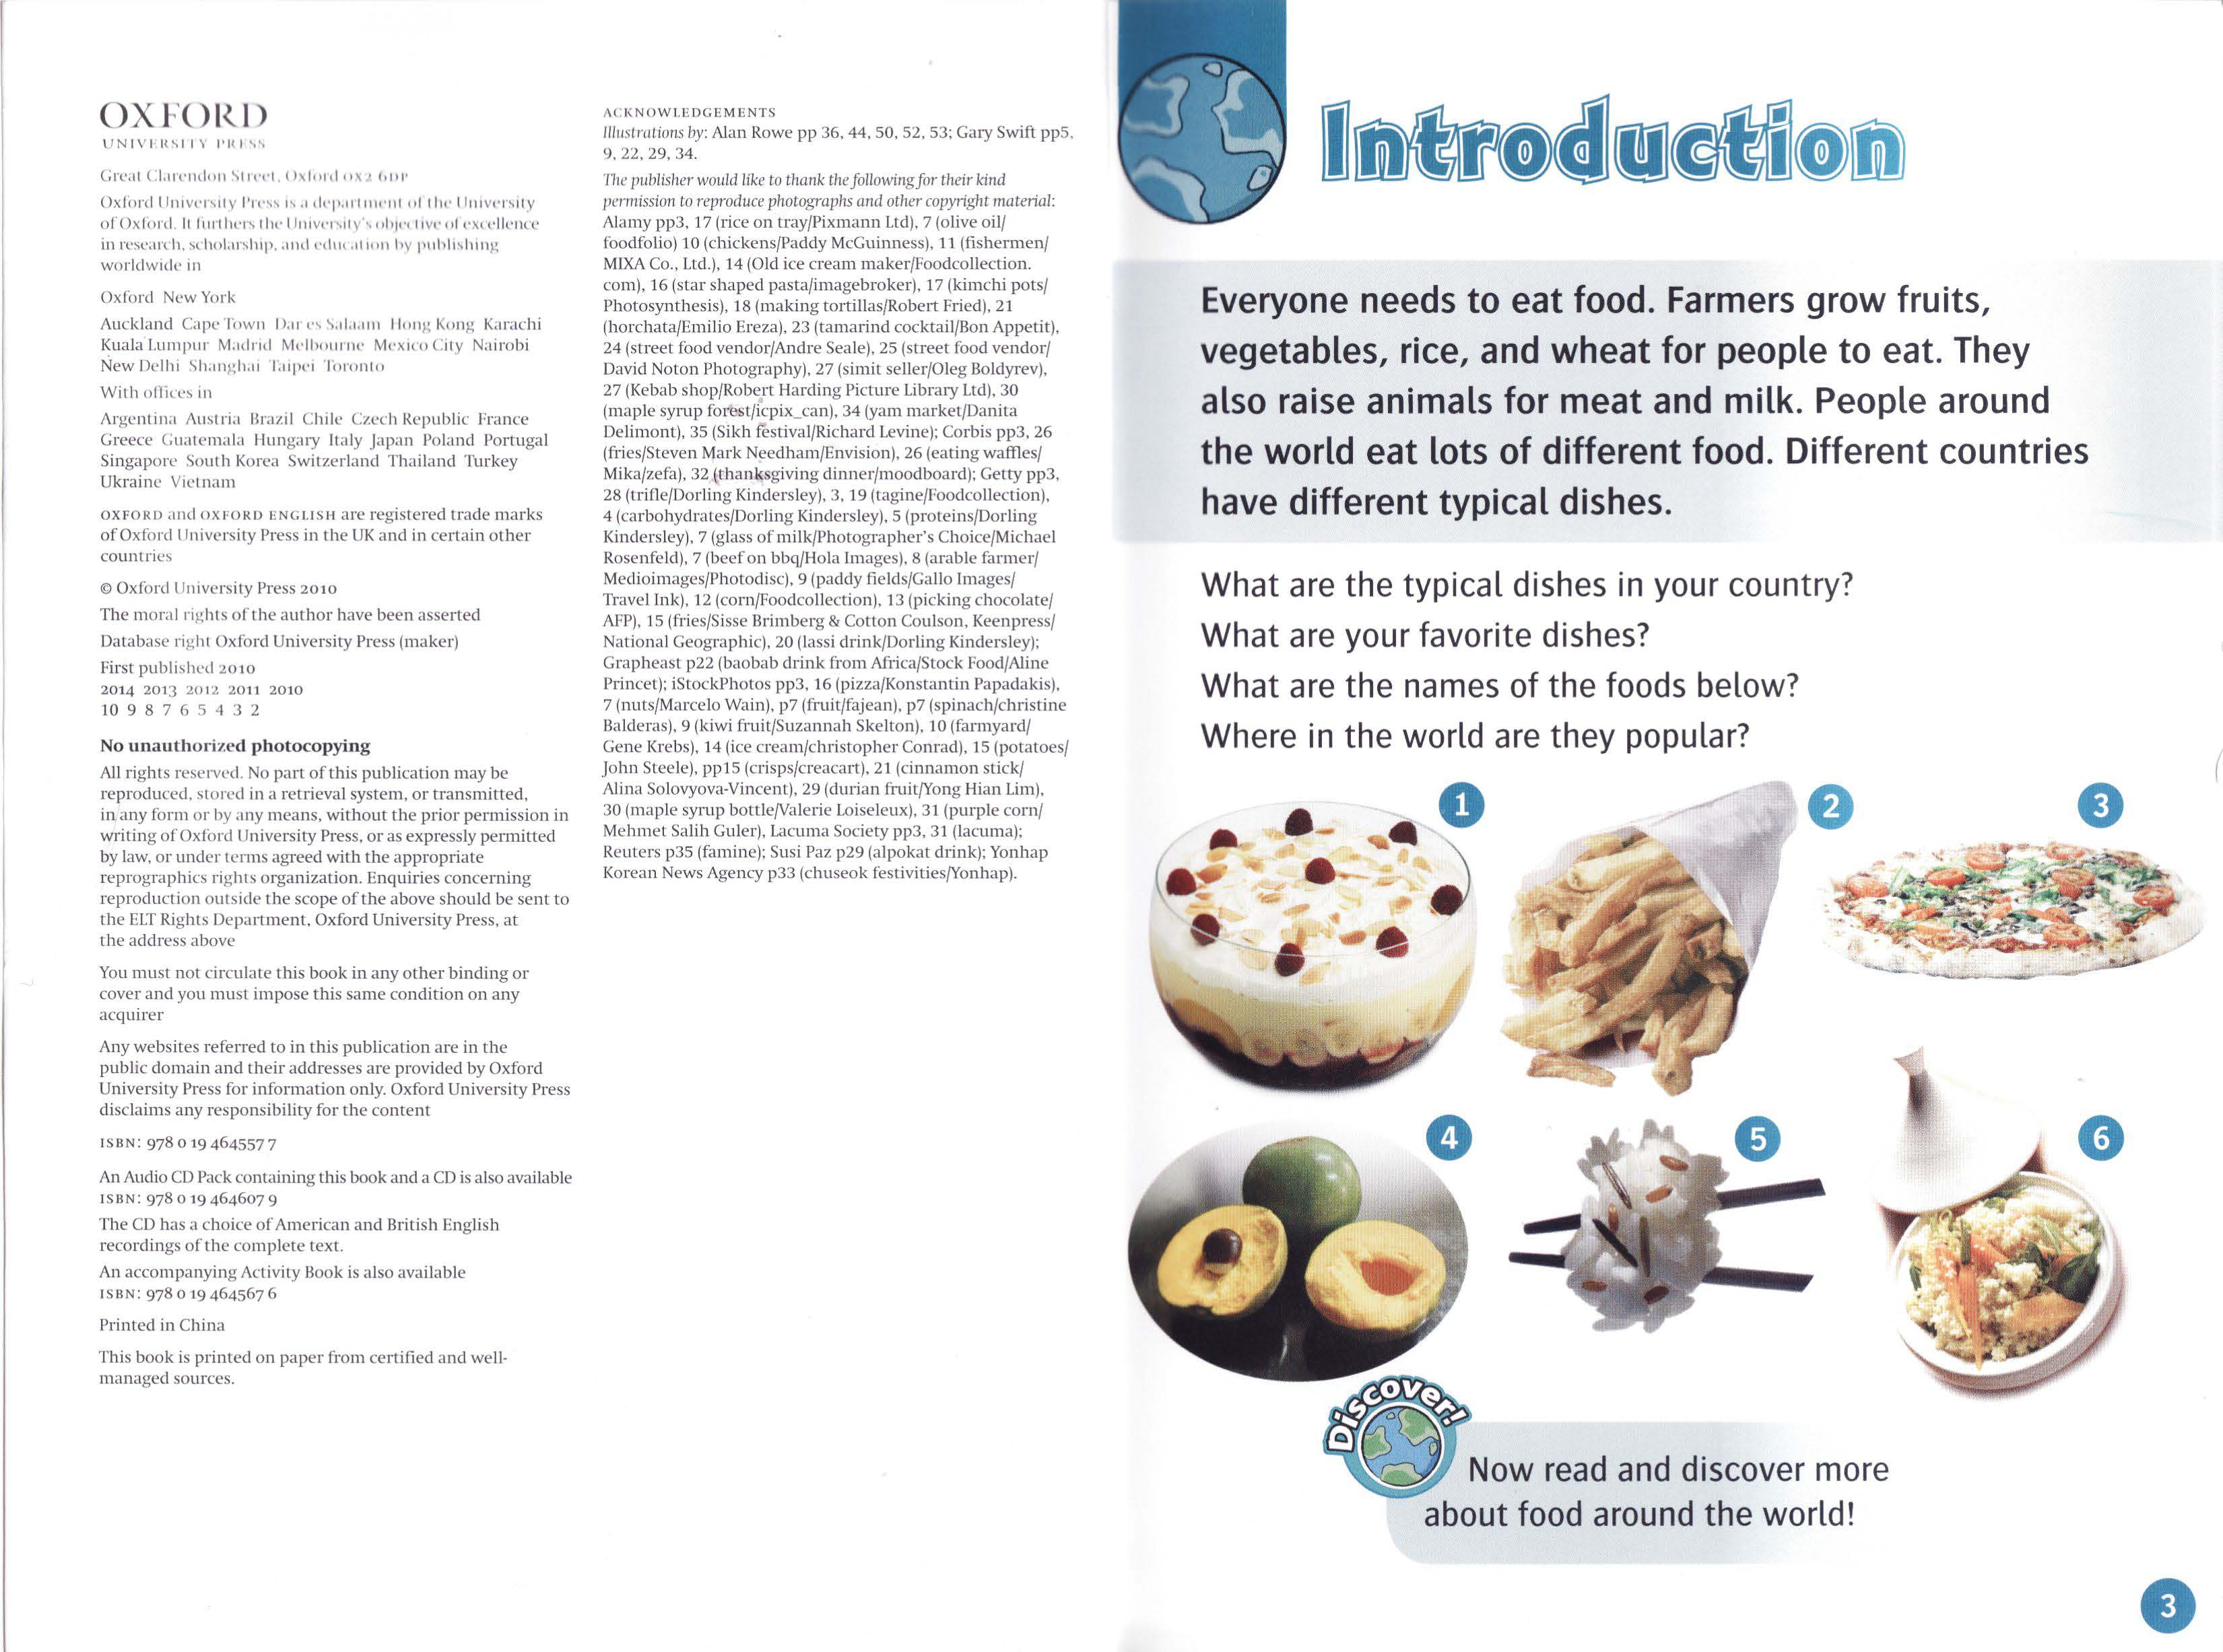 OXFORD
UNIVERSITY PRESS
Great Clarendon Street, Oxford OX2 6DP
Oxford University Press is a department of the University
of Oxford. It furthers the University's objective of excellence
in research, scholarship, and education by publishing
worldwide in
Oxford New York
Auckland Cape Town Dar es Salaam Hong Kong Karachi
Kuala Lumpur Madrid Melbourne Mexico City Nairobi
New Delhi Shanghai Taipei Toronto
With offices in
Argentina Austria Brazil Chile Czech Republic France
Greece Guatemala Hungary Italy Japan Poland Portugal
Singapore South Korea Switzerland Thailand Turkey
Ukraine Vietnam
OXFORD and OXFORD ENGLISH are registered trade marks
of Oxford University Press in the UK and in certain other
countries
© Oxford University Press 2010
The moral rights of the author have been asserted
Database right Oxford University Press (maker)
First published 2010
2014 2013 2012 2011 2010
10 9 8 7 6 5 4 3 2
No unauthorized photocopying
All rights reserved. No part of this publication may be
reproduced, stored in a retrieval system, or transmitted,
in any form or by any means, without the prior permission in
writing of Oxford University Press, or as expressly permitted
by law, or under terms agreed with the appropriate
reprographics rights organization. Enquiries concerning
reproduction outside the scope of the above should be sent to
the ELT Rights Department, Oxford University Press, at
the address above
You must not circulate this book in any other binding or
cover and you must impose this same condition on any
acquirer
Any websites referred to in this publication are in the
public domain and their addresses are provided by Oxford
University Press for information only. Oxford University Press
disclaims any responsibility for the content
ISBN: 978 0 19 464557 7
An Audio CD Pack containing this book and a CD is also available
ISBN: 978 0 19 464607 9
The CD has a choice of American and British English
recordings of the complete text.
An accompanying Activity Book is also available
ISBN: 978 0 19 464567 6
Printed in China
This book is printed on paper from certified and well-
managed sources.
ACKNOWLEDGEMENTS
Illustrations by: Alan Rowe pp 36, 44, 50, 52, 53; Gary Swift pp5,
9, 22, 29, 34.
The publisher would like to thank the following for their kind
permission to reproduce photographs and other copyright material:
Alamy pp3, 17 (rice on tray/Pixmann Ltd), 7 (olive oil/
foodfolio) 10 (chickens/Paddy McGuinness), 11 (fishermen/
MIXA Co., Ltd.), 14 (Old ice cream maker/Foodcollection.
com), 16 (star shaped pasta/imagebroker), 17 (kimchi pots/
Photosynthesis), 18 (making tortillas/Robert Fried), 21
(horchata/Emilio Ereza), 23 (tamarind cocktail/Bon Appetit),
24 (street food vendor/Andre Seale), 25 (street food vendor/
David Noton Photography), 27 (simit seller/Oleg Boldyrev),
27 (Kebab shop/Robert Harding Picture Library Ltd), 30
(maple syrup forest/icpix_can), 34 (yam market/Danita
Delimont), 35 (Sikh festival/Richard Levine); Corbis pp3, 26
(fries/Steven Mark Needham/Envision), 26 (eating waffles/
Mika/zefa), 32 (thanksgiving dinner/moodboard); Getty pp3,
28 (trifle/Dorling Kindersley), 3, 19 (tagine/Foodcollection),
4 (carbohydrates/Dorling Kindersley), 5 (proteins/Dorling
Kindersley), 7 (glass of milk/Photographer's Choice/Michael
Rosenfeld), 7 (beef on bbq/Hola Images), 8 (arable farmer/
Medioimages/Photodisc), 9 (paddy fields/Gallo Images/
Travel Ink), 12 (corn/Foodcollection), 13 (picking chocolate/
AFP), 15 (fries/Sisse Brimberg & Cotton Coulson, Keenpress/
National Geographic), 20 (lassi drink/Dorling Kindersley);
Grapheast p22 (baobab drink from Africa/Stock Food/Aline
Princet); iStockPhotos pp3, 16 (pizza/Konstantin Papadakis),
7 (nuts/Marcelo Wain), p7 (fruit/fajean), p7 (spinach/christine
Balderas), 9 (kiwi fruit/Suzannah Skelton), 10 (farmyard/
Gene Krebs), 14 (ice cream/christopher Conrad), 15 (potatoes/
John Steele), pp15 (crisps/creacart), 21 (cinnamon stick/
Alina Solovyova-Vincent), 29 (durian fruit/Yong Hian Lim),
30 (maple syrup bottle/Valerie Loiseleux), 31 (purple corn/
Mehmet Salih Guler), Lacuma Society pp3, 31 (lacuma);
Reuters p35 (famine); Susi Paz p29 (alpokat drink); Yonhap
Korean News Agency p33 (chuseok festivities/Yonhap).
Introduction
Everyone needs to eat food. Farmers grow fruits,
vegetables, rice, and wheat for people to eat. They
also raise animals for meat and milk. People around
the world eat lots of different food. Different countries
have different typical dishes.
What are the typical dishes in your country?
What are your favorite dishes?
What are the names of the foods below?
Where in the world are they popular?
1
2
3
4
5
6
Discover!
Now read and discover more
about food around the world!
3